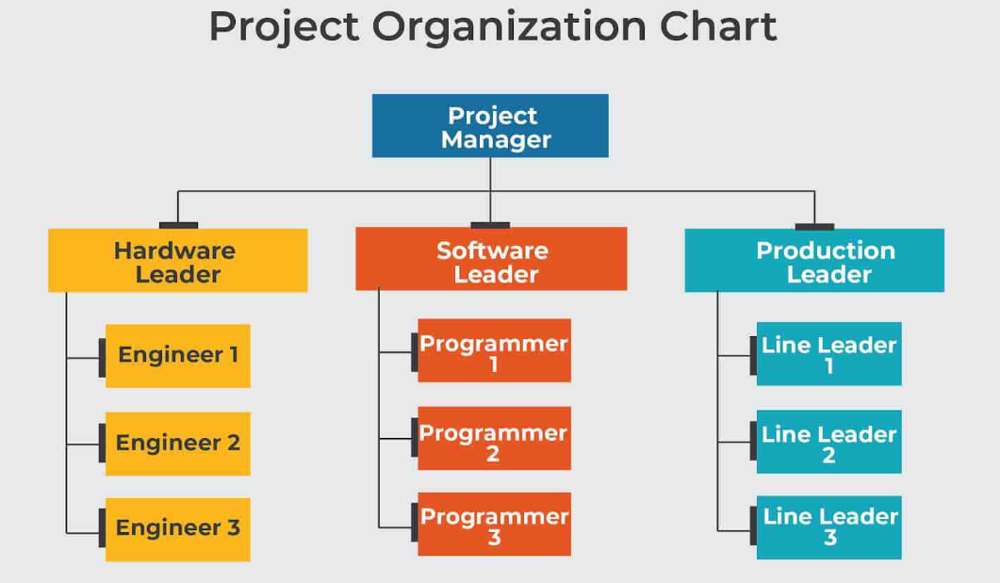 Project Organization Chart
Project
Manager
Hardware
Leader
Software
Leader
Production
Leader
Engineer 1
Engineer 2
Engineer 3
Programmer
1
Programmer
2
Programmer
3
Line Leader
1
Line Leader
2
Line Leader
3